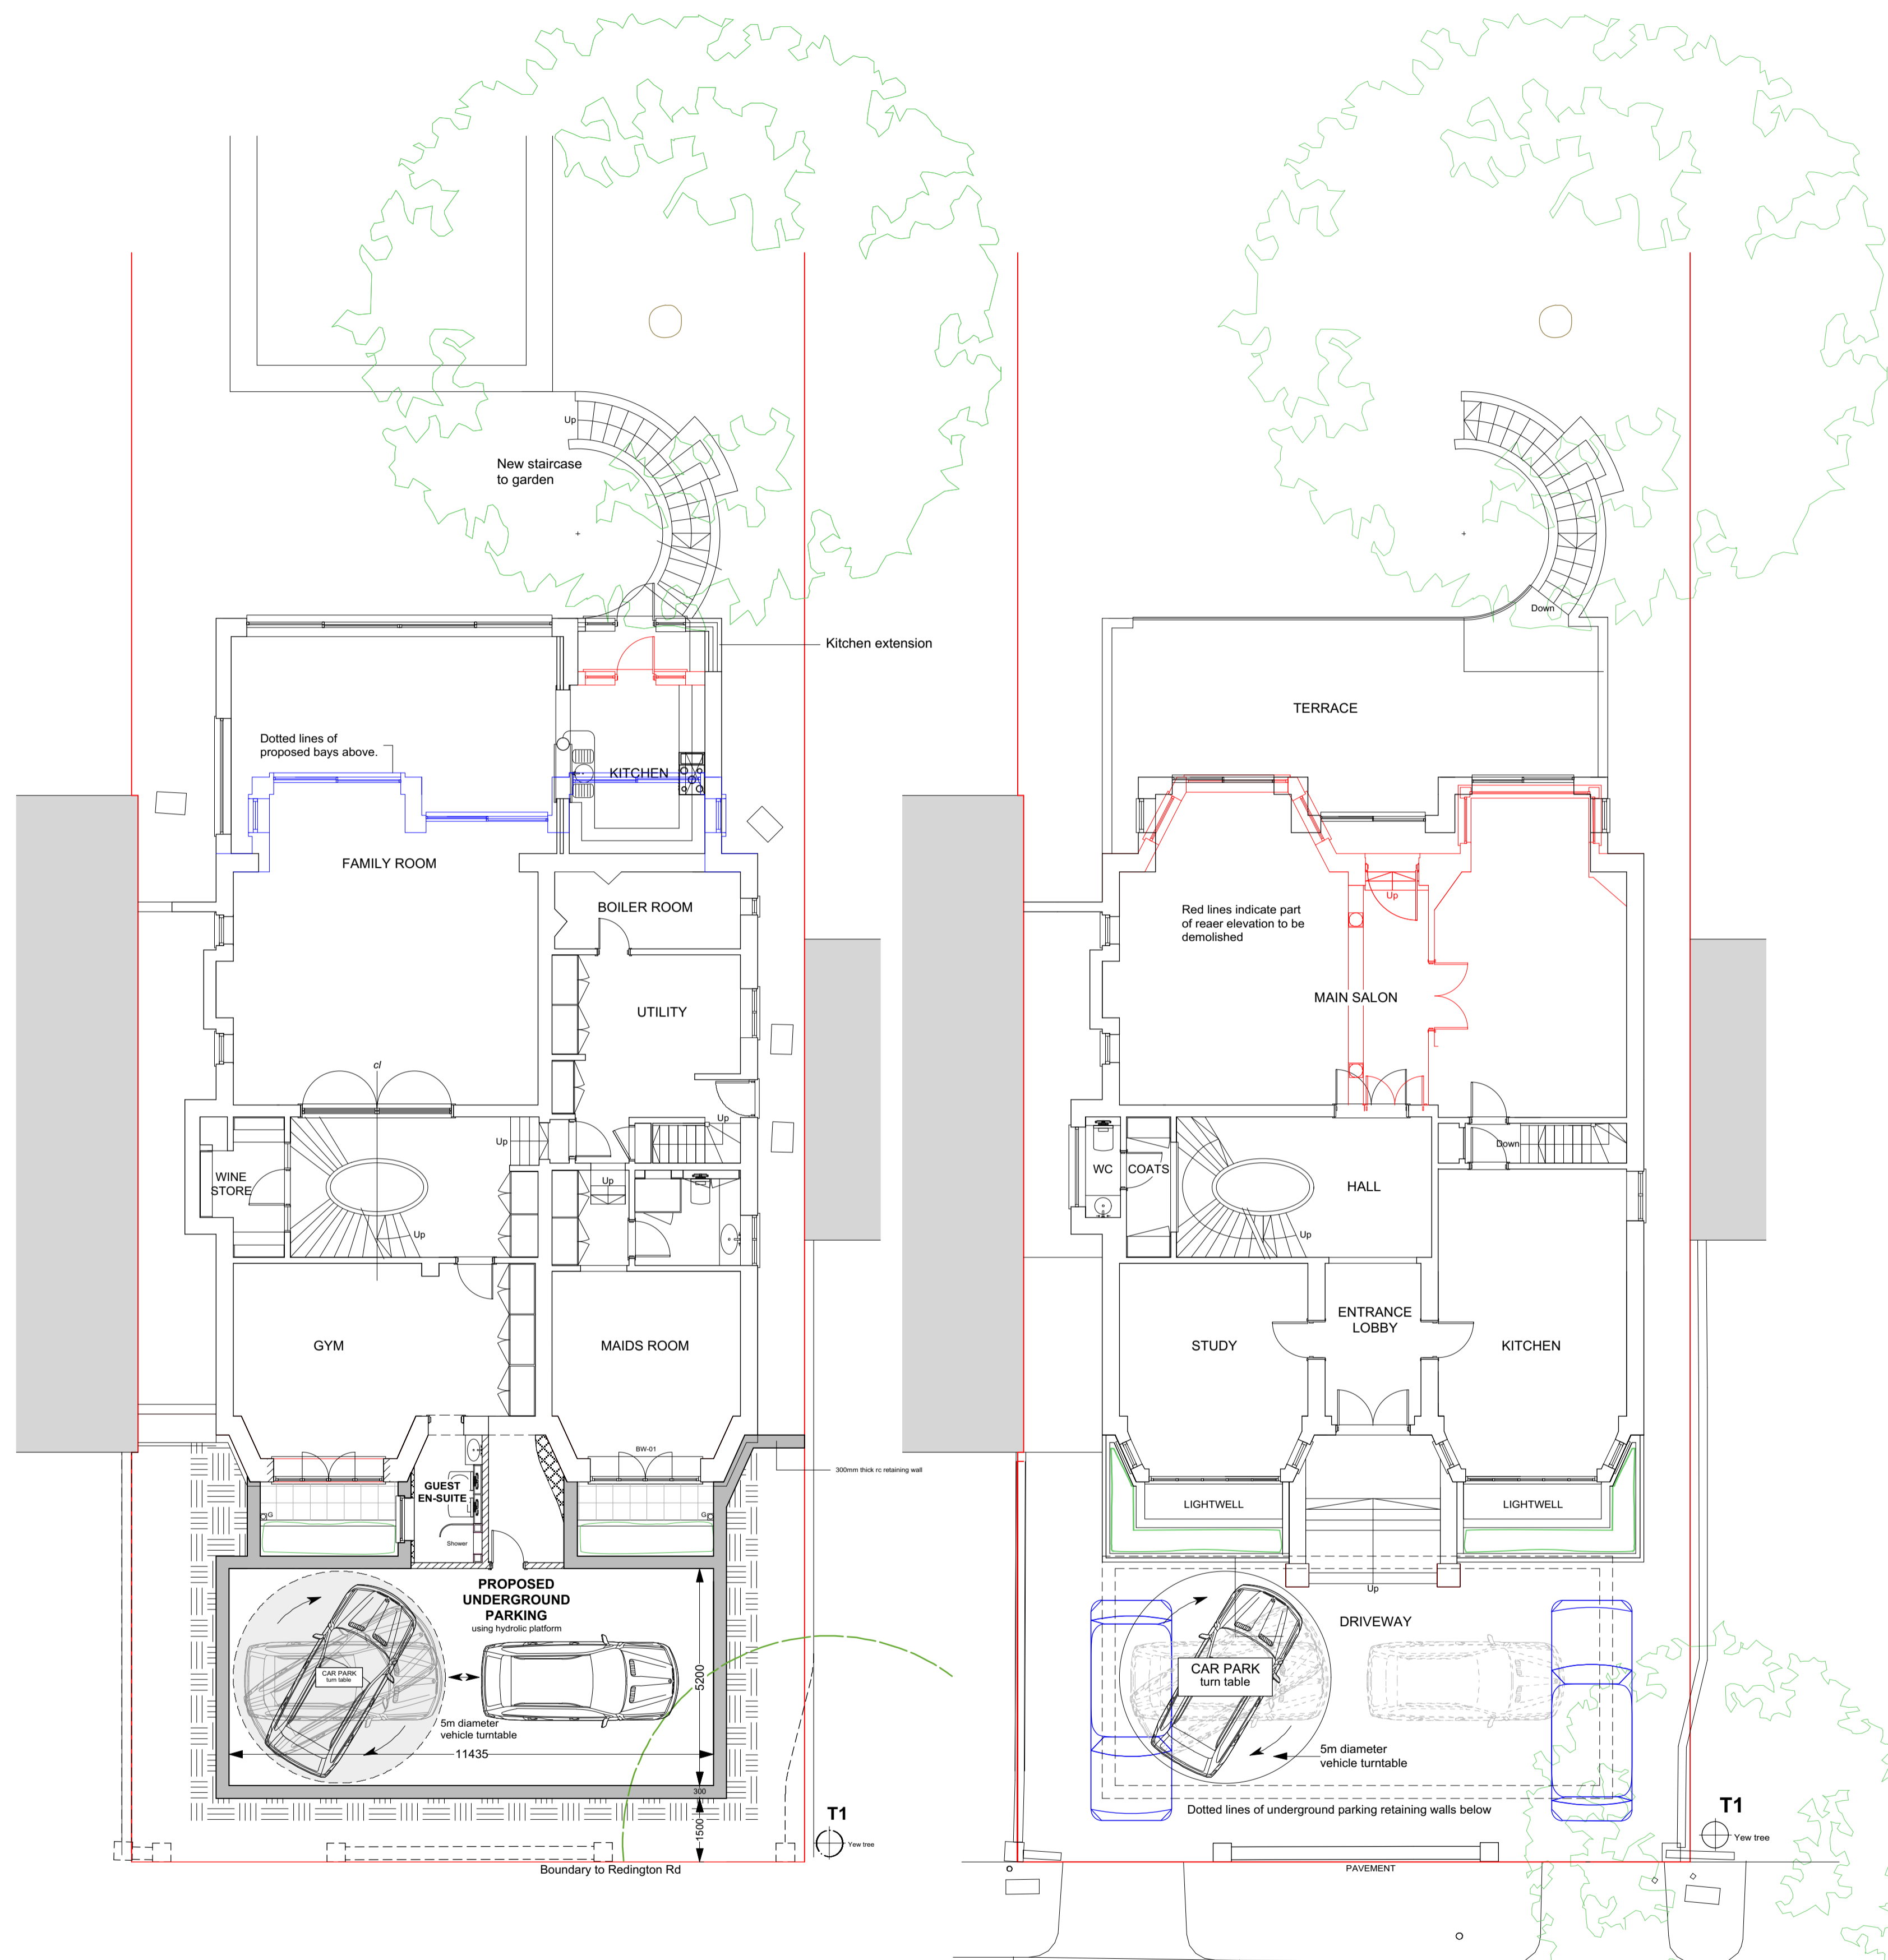 Up
New staircase
to garden
Kitchen extension
Dotted lines of
proposed bays above.
KITCHEN
FAMILY ROOM
BOILER ROOM
UTILITY
cl
Up
Up
WINE
STORE
Up
Up
GYM
MAIDS ROOM
BW-01
300mm thick rc retaining wall
GUEST
EN-SUITE
G
G
Shower
PROPOSED
UNDERGROUND
PARKING
using hydrolic platform
CAR PARK
turn table
5200
5m diameter
vehicle turntable
11435
300
1500
T1
Yew tree
Boundary to Redington Rd
Down
TERRACE
Up
Red lines indicate part
of reaer elevation to be
demolished
MAIN SALON
Down
WC
COATS
HALL
Up
ENTRANCE
LOBBY
STUDY
KITCHEN
LIGHTWELL
LIGHTWELL
Up
DRIVEWAY
CAR PARK
turn table
5m diameter
vehicle turntable
Dotted lines of underground parking retaining walls below
T1
Yew tree
PAVEMENT